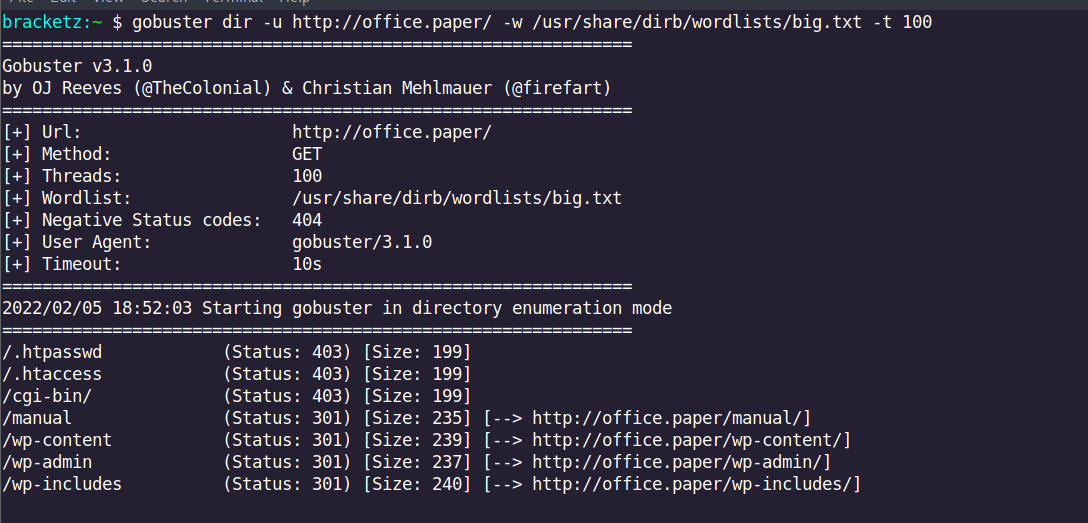 File Edit View Search Terminal Help
bracketz:~ $ gobuster dir -u http://office.paper/ -w /usr/share/dirb/wordlists/big.txt -t 100
===============================================================
Gobuster v3.1.0
by OJ Reeves (@TheColonial) & Christian Mehlmauer (@firefart)
===============================================================
[+] Url:                     http://office.paper/
[+] Method:                  GET
[+] Threads:                 100
[+] Wordlist:                /usr/share/dirb/wordlists/big.txt
[+] Negative Status codes:   404
[+] User Agent:              gobuster/3.1.0
[+] Timeout:                 10s
===============================================================
2022/02/05 18:52:03 Starting gobuster in directory enumeration mode
===============================================================
/.htpasswd            (Status: 403) [Size: 199]
/.htaccess            (Status: 403) [Size: 199]
/cgi-bin/             (Status: 403) [Size: 199]
/manual               (Status: 301) [Size: 235] [--> http://office.paper/manual/]
/wp-content           (Status: 301) [Size: 239] [--> http://office.paper/wp-content/]
/wp-admin             (Status: 301) [Size: 237] [--> http://office.paper/wp-admin/]
/wp-includes          (Status: 301) [Size: 240] [--> http://office.paper/wp-includes/]